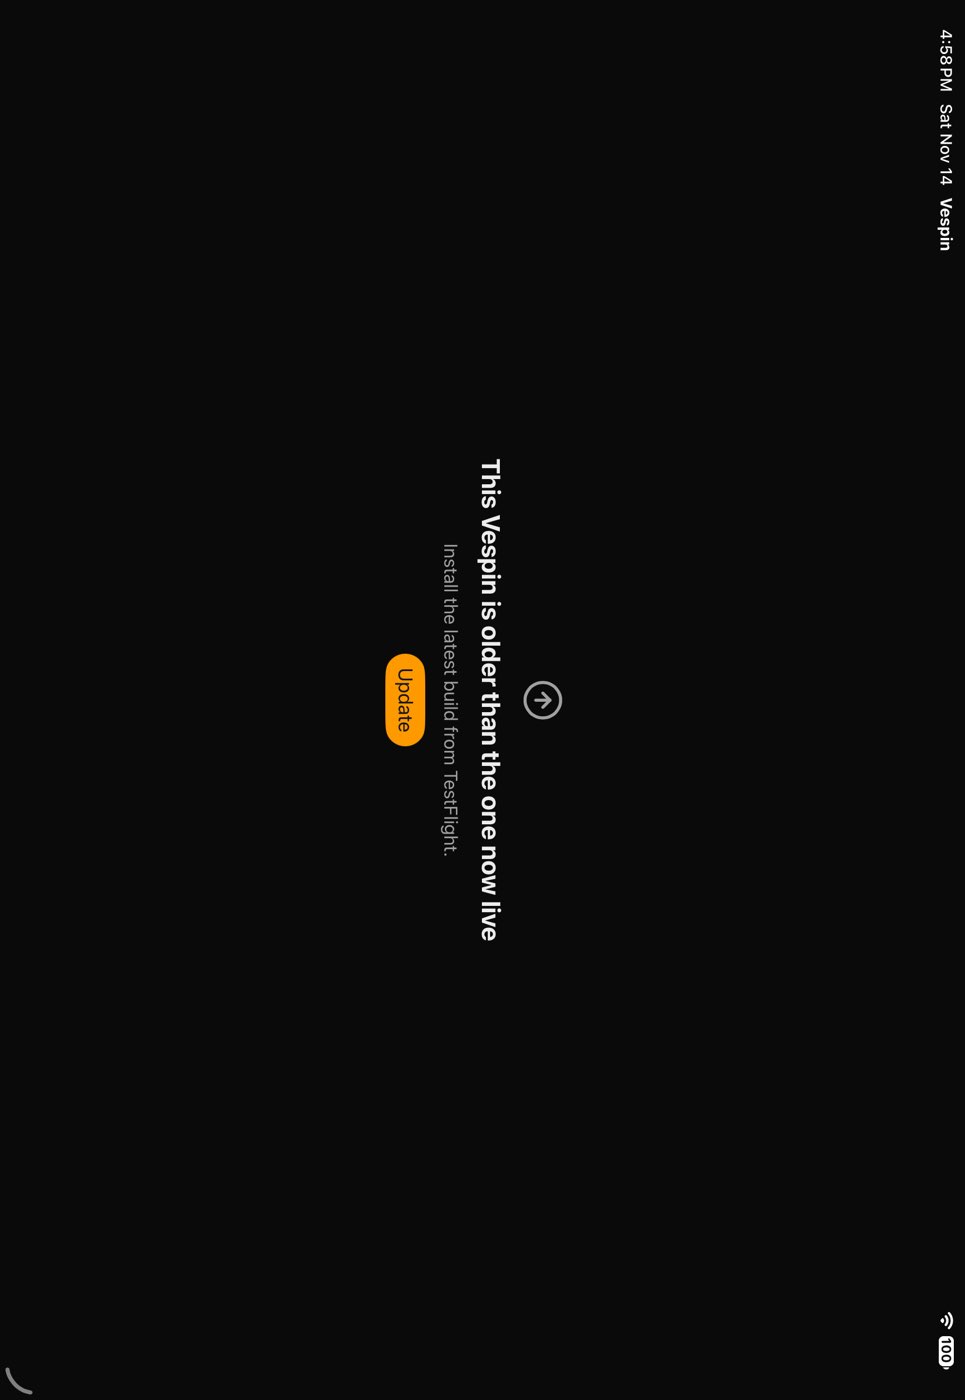 4:58 PM Sat Nov 14 Vespin 100
This Vespin is older than the one now live
Install the latest build from TestFlight.
Update